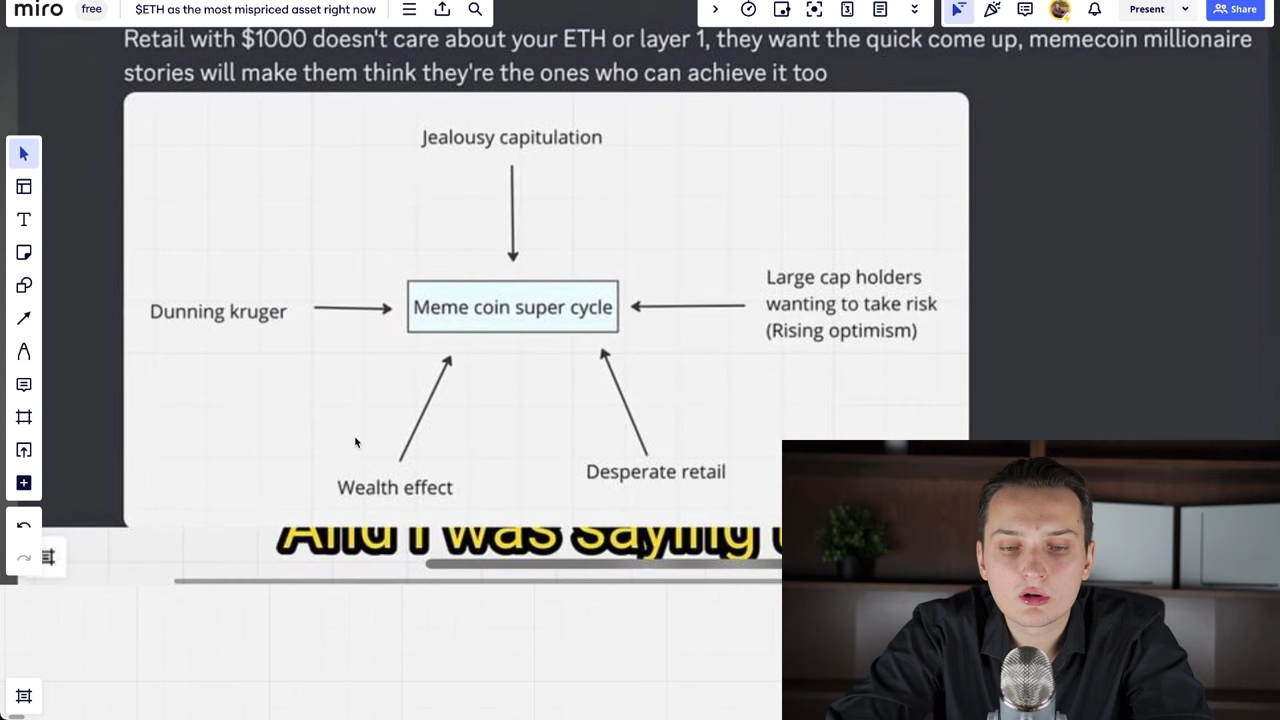 miro free $ETH as the most mispriced asset right now Present Share
Retail with $1000 doesn't care about your ETH or layer 1, they want the quick come up, memecoin millionaire
stories will make them think they're the ones who can achieve it too
Jealousy capitulation
Large cap holders
wanting to take risk
(Rising optimism)
Dunning kruger
Meme coin super cycle
Desperate retail
Wealth effect
And I was saying